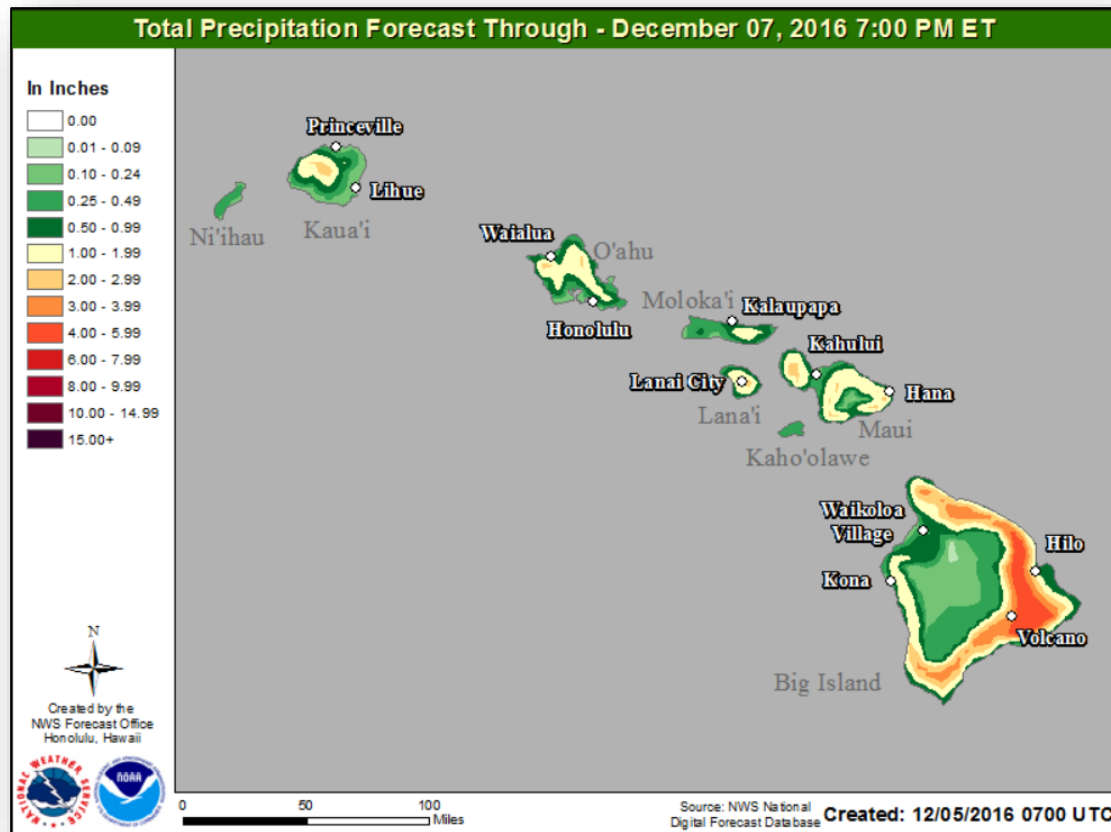 Total Precipitation Forecast Through - December 07, 2016 7:00 PM ET
In Inches
0.00
0.01 - 0.09
0.10 - 0.24
0.25 - 0.49
0.50 - 0.99
1.00 - 1.99
2.00 - 2.99
3.00 - 3.99
4.00 - 5.99
6.00 - 7.99
8.00 - 9.99
10.00 - 14.99
15.00+
Princeville
Lihue
Ni'ihau
Kaua'i
Waialua
O'ahu
Honolulu
Moloka'i
Kalaupapa
Kahului
Lanai City
Hana
Lana'i
Maui
Kaho'olawe
Waikoloa
Village
Hilo
Kona
Volcano
Big Island
N
Created by the
NWS Forecast Office
Honolulu, Hawaii
NATIONAL WEATHER SERVICE
NOAA
0 50 100
Miles
Source: NWS National
Digital Forecast Database
Created: 12/05/2016 0700 UTC